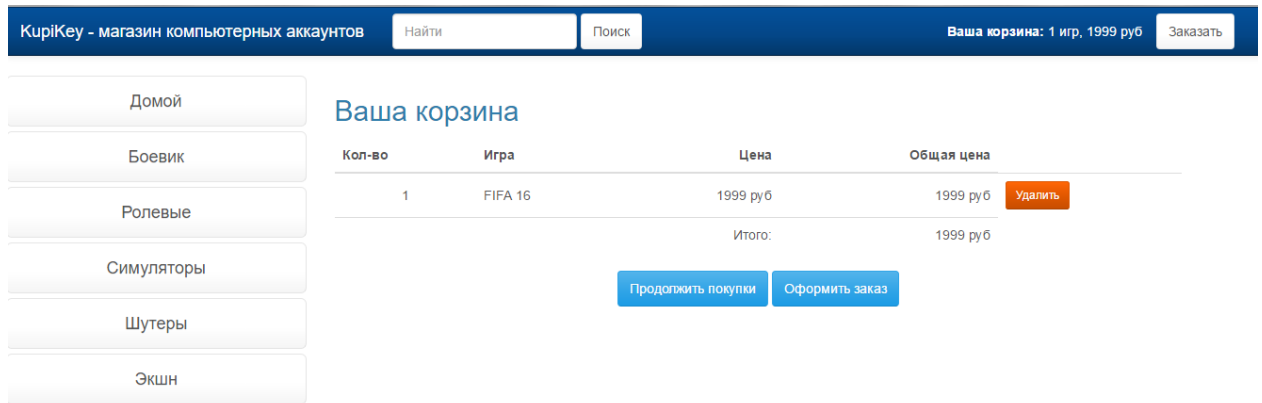 KupiKey - магазин компьютерных аккаунтов Найти Поиск Ваша корзина: 1 игр, 1999 руб Заказать
Домой
Боевик
Ролевые
Симуляторы
Шутеры
Экшн
Ваша корзина
Кол-во Игра Цена Общая цена
1 FIFA 16 1999 руб 1999 руб Удалить
Итого: 1999 руб
Продолжить покупки Оформить заказ